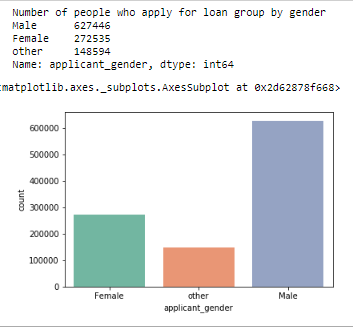 Number of people who apply for loan group by gender
Male 627446
Female 272535
other 148594
Name: applicant_gender, dtype: int64
matplotlib.axes._subplots.AxesSubplot at 0x2d62878f668>
600000
500000
400000
300000
200000
100000
0
count
Female other Male
applicant_gender